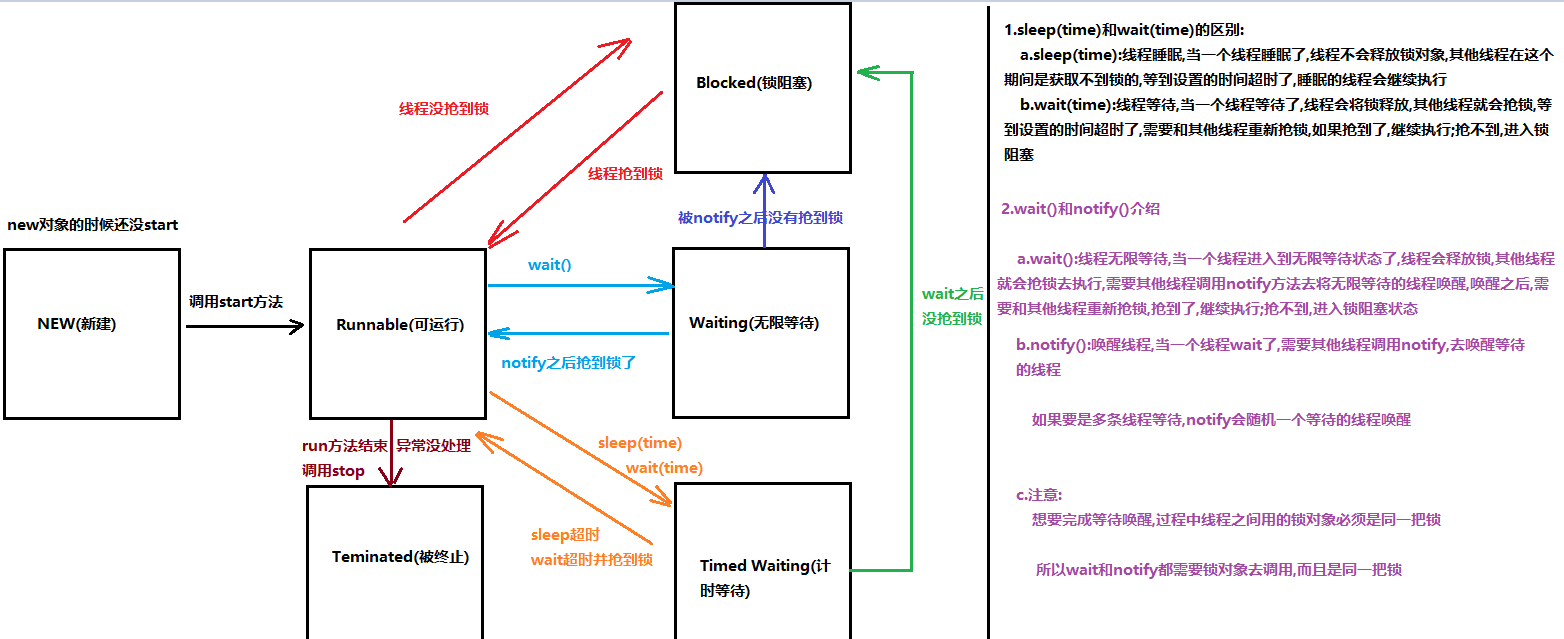 线程没抢到锁
Blocked(锁阻塞)
线程抢到锁
被notify之后没有抢到锁
new对象的时候还没start
NEW(新建)
调用start方法
Runnable(可运行)
wait()
notify之后抢到锁了
Waiting(无限等待)
wait之后
没抢到锁
run方法结束 异常没处理
调用stop
Teminated(被终止)
sleep(time)
wait(time)
sleep超时
wait超时并抢到锁
Timed Waiting(计
时等待)
1.sleep(time)和wait(time)的区别:
a.sleep(time):线程睡眠,当一个线程睡眠了,线程不会释放锁对象,其他线程在这个
期间是获取不到锁的,等到设置的时间超时了,睡眠的线程会继续执行
b.wait(time):线程等待,当一个线程等待了,线程会将锁释放,其他线程就会抢锁,等
到设置的时间超时了,需要和其他线程重新抢锁,如果抢到了,继续执行;抢不到,进入锁
阻塞
2.wait()和notify()介绍
a.wait():线程无限等待,当一个线程进入到无限等待状态了,线程会释放锁,其他线程
就会抢锁去执行,需要其他线程调用notify方法去将无限等待的线程唤醒,唤醒之后,需
要和其他线程重新抢锁,抢到了,继续执行;抢不到,进入锁阻塞状态
b.notify():唤醒线程,当一个线程wait了,需要其他线程调用notify,去唤醒等待
的线程
如果要是多条线程等待,notify会随机一个等待的线程唤醒
c.注意:
想要完成等待唤醒,过程中线程之间用的锁对象必须是同一把锁
所以wait和notify都需要锁对象去调用,而且是同一把锁